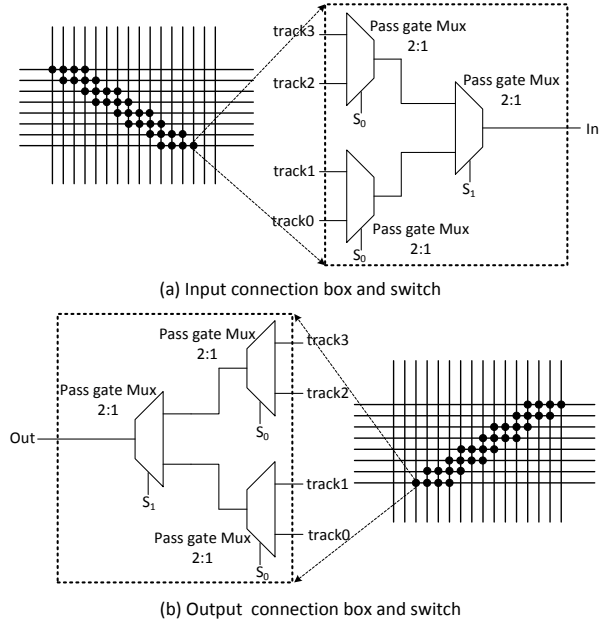 track3
Pass gate Mux
2:1
track2
S0
Pass gate Mux
2:1
In
track1
S1
track0
Pass gate Mux
2:1
S0
(a) Input connection box and switch
Pass gate Mux
2:1
track3
Pass gate Mux
2:1
track2
S0
Out
track1
S1
track0
Pass gate Mux
2:1
S0
(b) Output connection box and switch